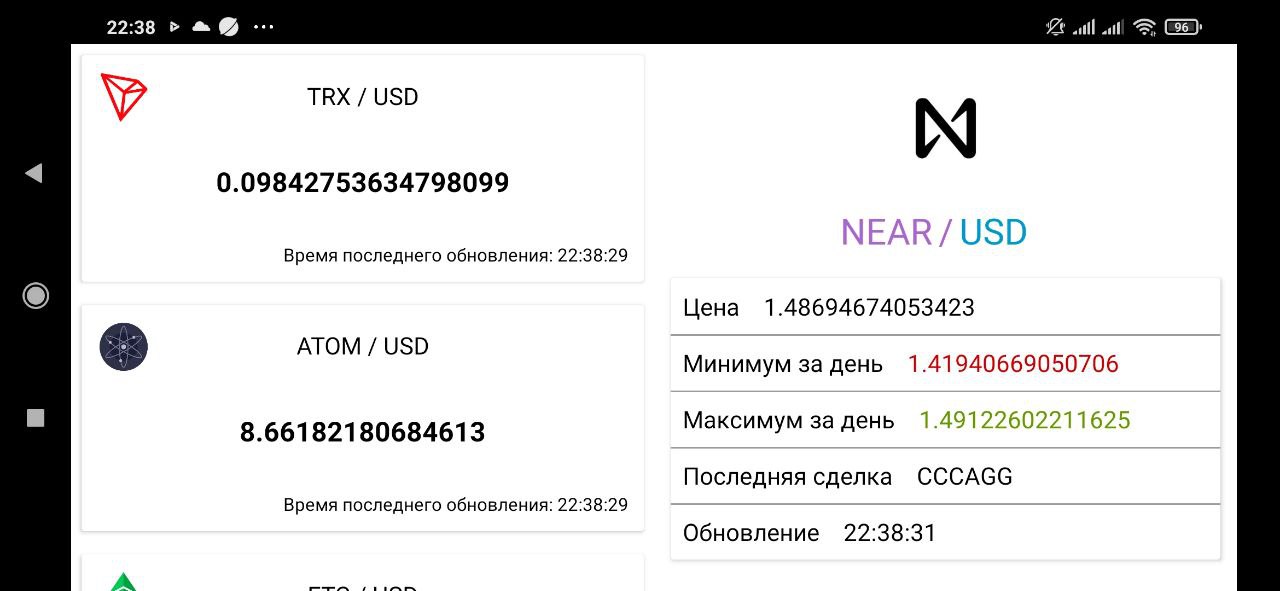 22:38
96
TRX / USD
0.09842753634798099
Время последнего обновления: 22:38:29
ATOM / USD
8.66182180684613
Время последнего обновления: 22:38:29
ETC / USD
NEAR / USD
Цена 1.48694674053423
Минимум за день 1.41940669050706
Максимум за день 1.49122602211625
Последняя сделка CCCAGG
Обновление 22:38:31